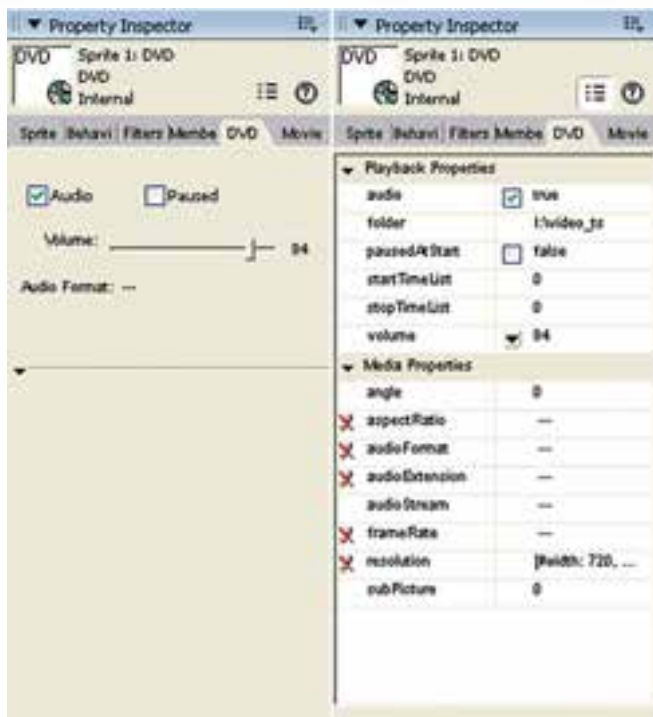 Property Inspector
DVD Sprite 1: DVD
DVD
Internal
Sprite Behavi Filters Membe DVD Movie
Audio Paused
Volume: 84
Audio Format: ---
Property Inspector
DVD Sprite 1: DVD
DVD
Internal
Sprite Behavi Filters Membe DVD Movie
Playback Properties
audio true
folder I:\video_ts
pausedAtStart false
startTimeList 0
stopTimeList 0
volume 84
Media Properties
angle 0
aspectRatio ---
audioFormat ---
audioExtension ---
audioStream ---
frameRate ---
resolution [#width: 720, ...
subPicture 0